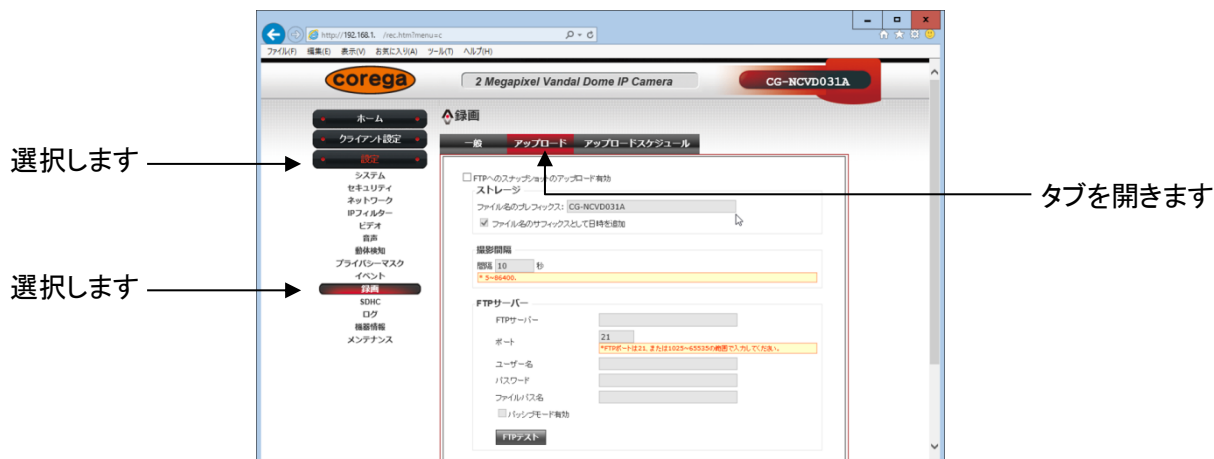 http://192.168.1. /rec.htm?menu=c
ファイル(F) 編集(E) 表示(V) お気に入り(A) ツール(T) ヘルプ(H)
corega
2 Megapixel Vandal Dome IP Camera
CG-NCVD031A
ホーム
クライアント設定
設定
システム
セキュリティ
ネットワーク
IPフィルター
ビデオ
音声
動体検知
プライバシーマスク
イベント
録画
SDHC
ログ
機器情報
メンテナンス
選択します
選択します
録画
一般 アップロード アップロードスケジュール
タブを開きます
FTPへのスナップショットのアップロード有効
ストレージ
ファイル名のプレフィックス: CG-NCVD031A
ファイル名のサフィックスとして日時を追加
撮影間隔
間隔 10 秒
* 5~86400.
FTPサーバー
FTPサーバー
ポート 21
*FTPポートは21, または1025~65535の範囲で入力してください。
ユーザー名
パスワード
ファイルパス名
パッシブモード有効
FTPテスト